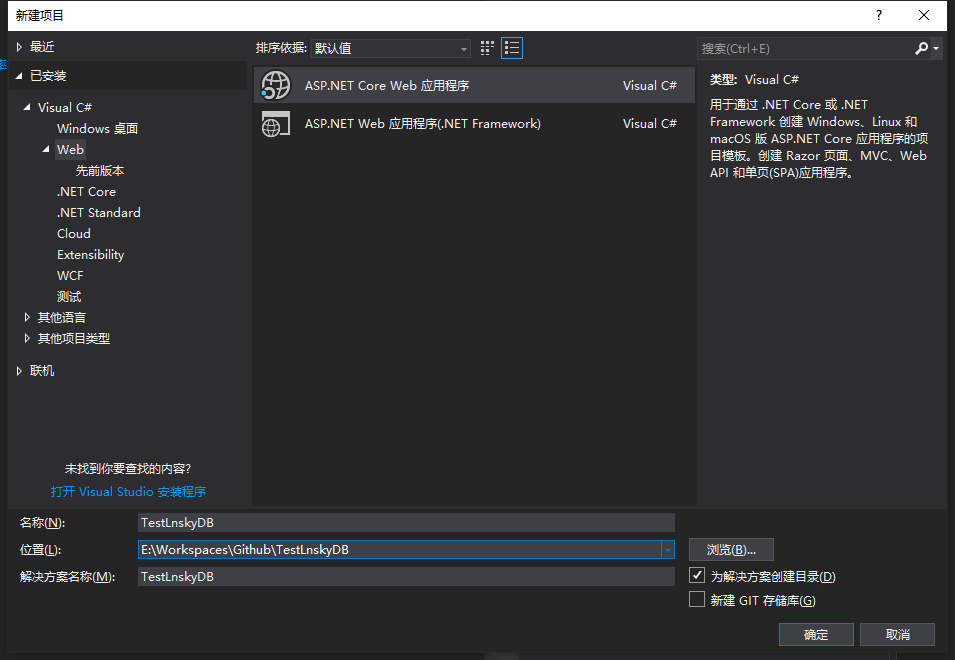 新建项目
?
最近
排序依据: 默认值
搜索(Ctrl+E)
已安装
Visual C#
Windows 桌面
Web
先前版本
.NET Core
.NET Standard
Cloud
Extensibility
WCF
测试
其他语言
其他项目类型
联机
未找到你要查找的内容?
打开 Visual Studio 安装程序
ASP.NET Core Web 应用程序 Visual C#
ASP.NET Web 应用程序(.NET Framework) Visual C#
类型: Visual C#
用于通过 .NET Core 或 .NET
Framework 创建 Windows、Linux 和
macOS 版 ASP.NET Core 应用程序的项
目模板。创建 Razor 页面、MVC、Web
API 和单页(SPA)应用程序。
名称(N): TestLnskyDB
位置(L): E:\Workspaces\Github\TestLnskyDB 浏览(B)...
解决方案名称(M): TestLnskyDB
为解决方案创建目录(D)
新建 GIT 存储库(G)
确定 取消